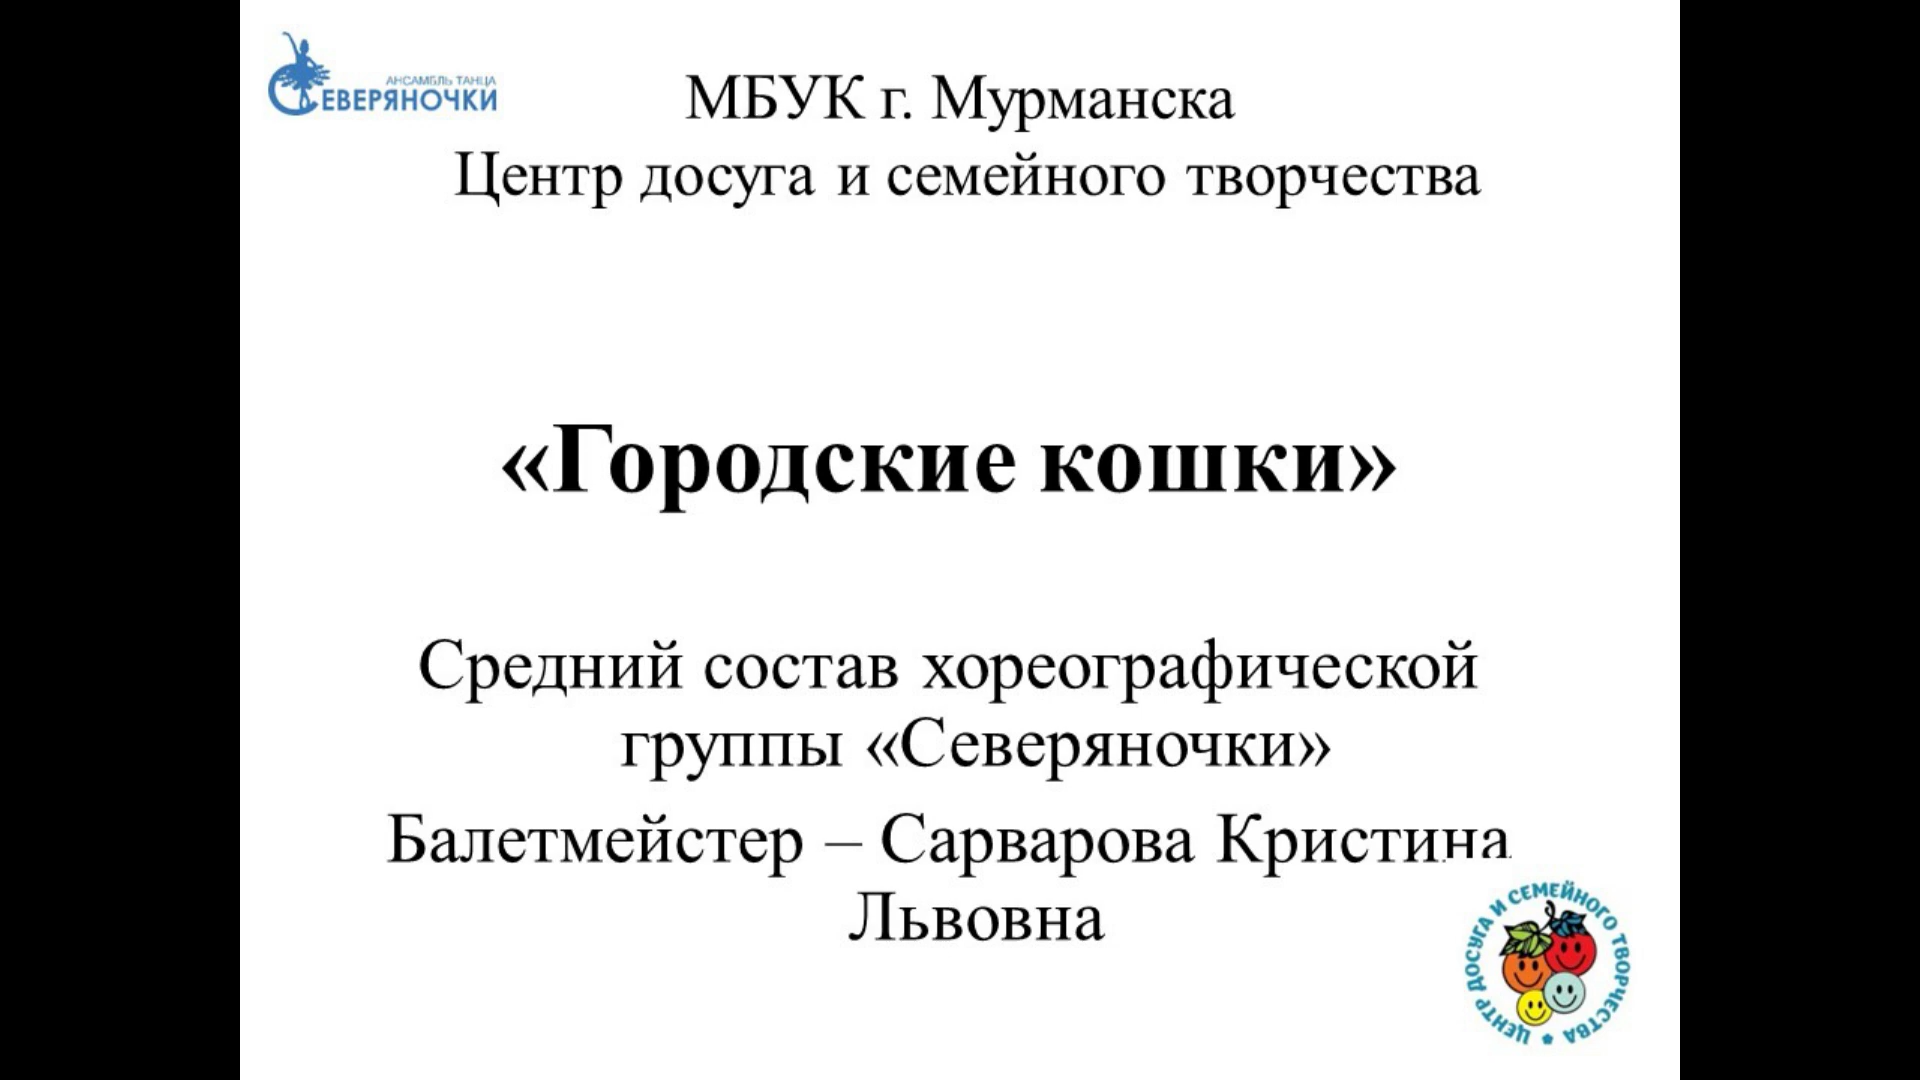 АНСАМБЛЬ ТАНЦА
СЕВЕРЯНОЧКИ
МБУК г. Мурманска
Центр досуга и семейного творчества
«Городские кошки»
Средний состав хореографической
группы «Северяночки»
Балетмейстер – Сарварова Кристина
Львовна
ЦЕНТР ДОСУГА И СЕМЕЙНОГО ТВОРЧЕСТВА